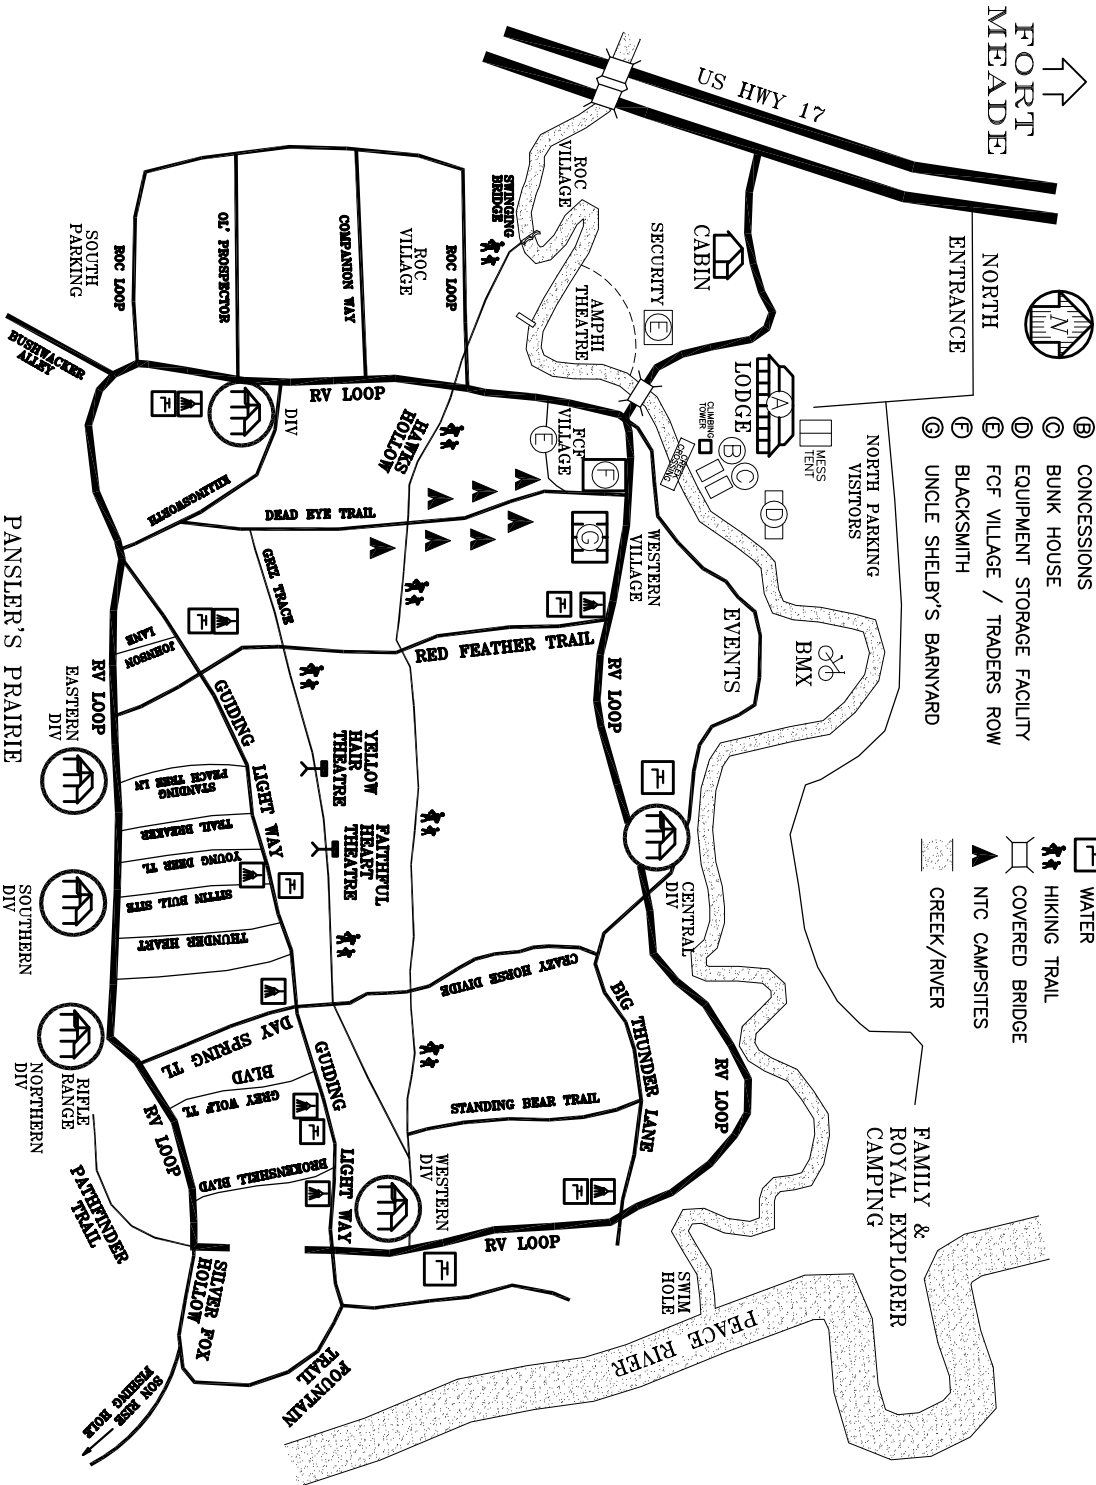 FORT
MEADE
US HWY 17
NORTH
ENTRANCE
N
B CONCESSIONS
C BUNK HOUSE
D EQUIPMENT STORAGE FACILITY
E FCF VILLAGE / TRADERS ROW
F BLACKSMITH
G UNCLE SHELBY'S BARNYARD
WATER
HIKING TRAIL
COVERED BRIDGE
NTC CAMPSITES
CREEK/RIVER
CABIN
SECURITY
E
AMPHI
THEATRE
ROC
VILLAGE
SWINGING
BRIDGE
LODGE
A
MESS
TENT
CLIMBING
TOWER
B
C
D
CREEK
CROSSING
NORTH PARKING
VISITORS
ROC LOOP
ROC
VILLAGE
COMPANION WAY
OL' PROSPECTOR
ROC LOOP
SOUTH
PARKING
BUSHWACKER
ALLEY
RV LOOP
DIV
HAWKS
HOLLOW
FCF
VILLAGE
E
F
G
WESTERN
VILLAGE
EVENTS
BMX
KILLINGSWORTH
DEAD EYE TRAIL
GRIZ TRACE
RED FEATHER TRAIL
RV LOOP
JOHNSON
LANE
RV LOOP
EASTERN
DIV
PANSLER'S PRAIRIE
GUIDING
LIGHT WAY
YELLOW
HAIR
THEATRE
FAITHFUL
HEART
THEATRE
STANDING
PEACH TREE LN
TRAIL BREAKER
YOUNG DEER TL
SITTIN BULL SITE
THUNDER HEART
SOUTHERN
DIV
CENTRAL
DIV
CRAZY HORSE DIVIDE
BIG THUNDER LANE
RV LOOP
DAY SPRING TL
BLVD
GREY WOLF TL
GUIDING
LIGHT WAY
STANDING BEAR TRAIL
BROKENSHELL BLVD
WESTERN
DIV
RV LOOP
RV LOOP
RIFLE
RANGE
NORTHERN
DIV
PATHFINDER
TRAIL
SILVER FOX
HOLLOW
FOUNTAIN
TRAIL
SON RISE
FISHING HOLE
FAMILY &
ROYAL EXPLORER
CAMPING
SWIM
HOLE
PEACE RIVER